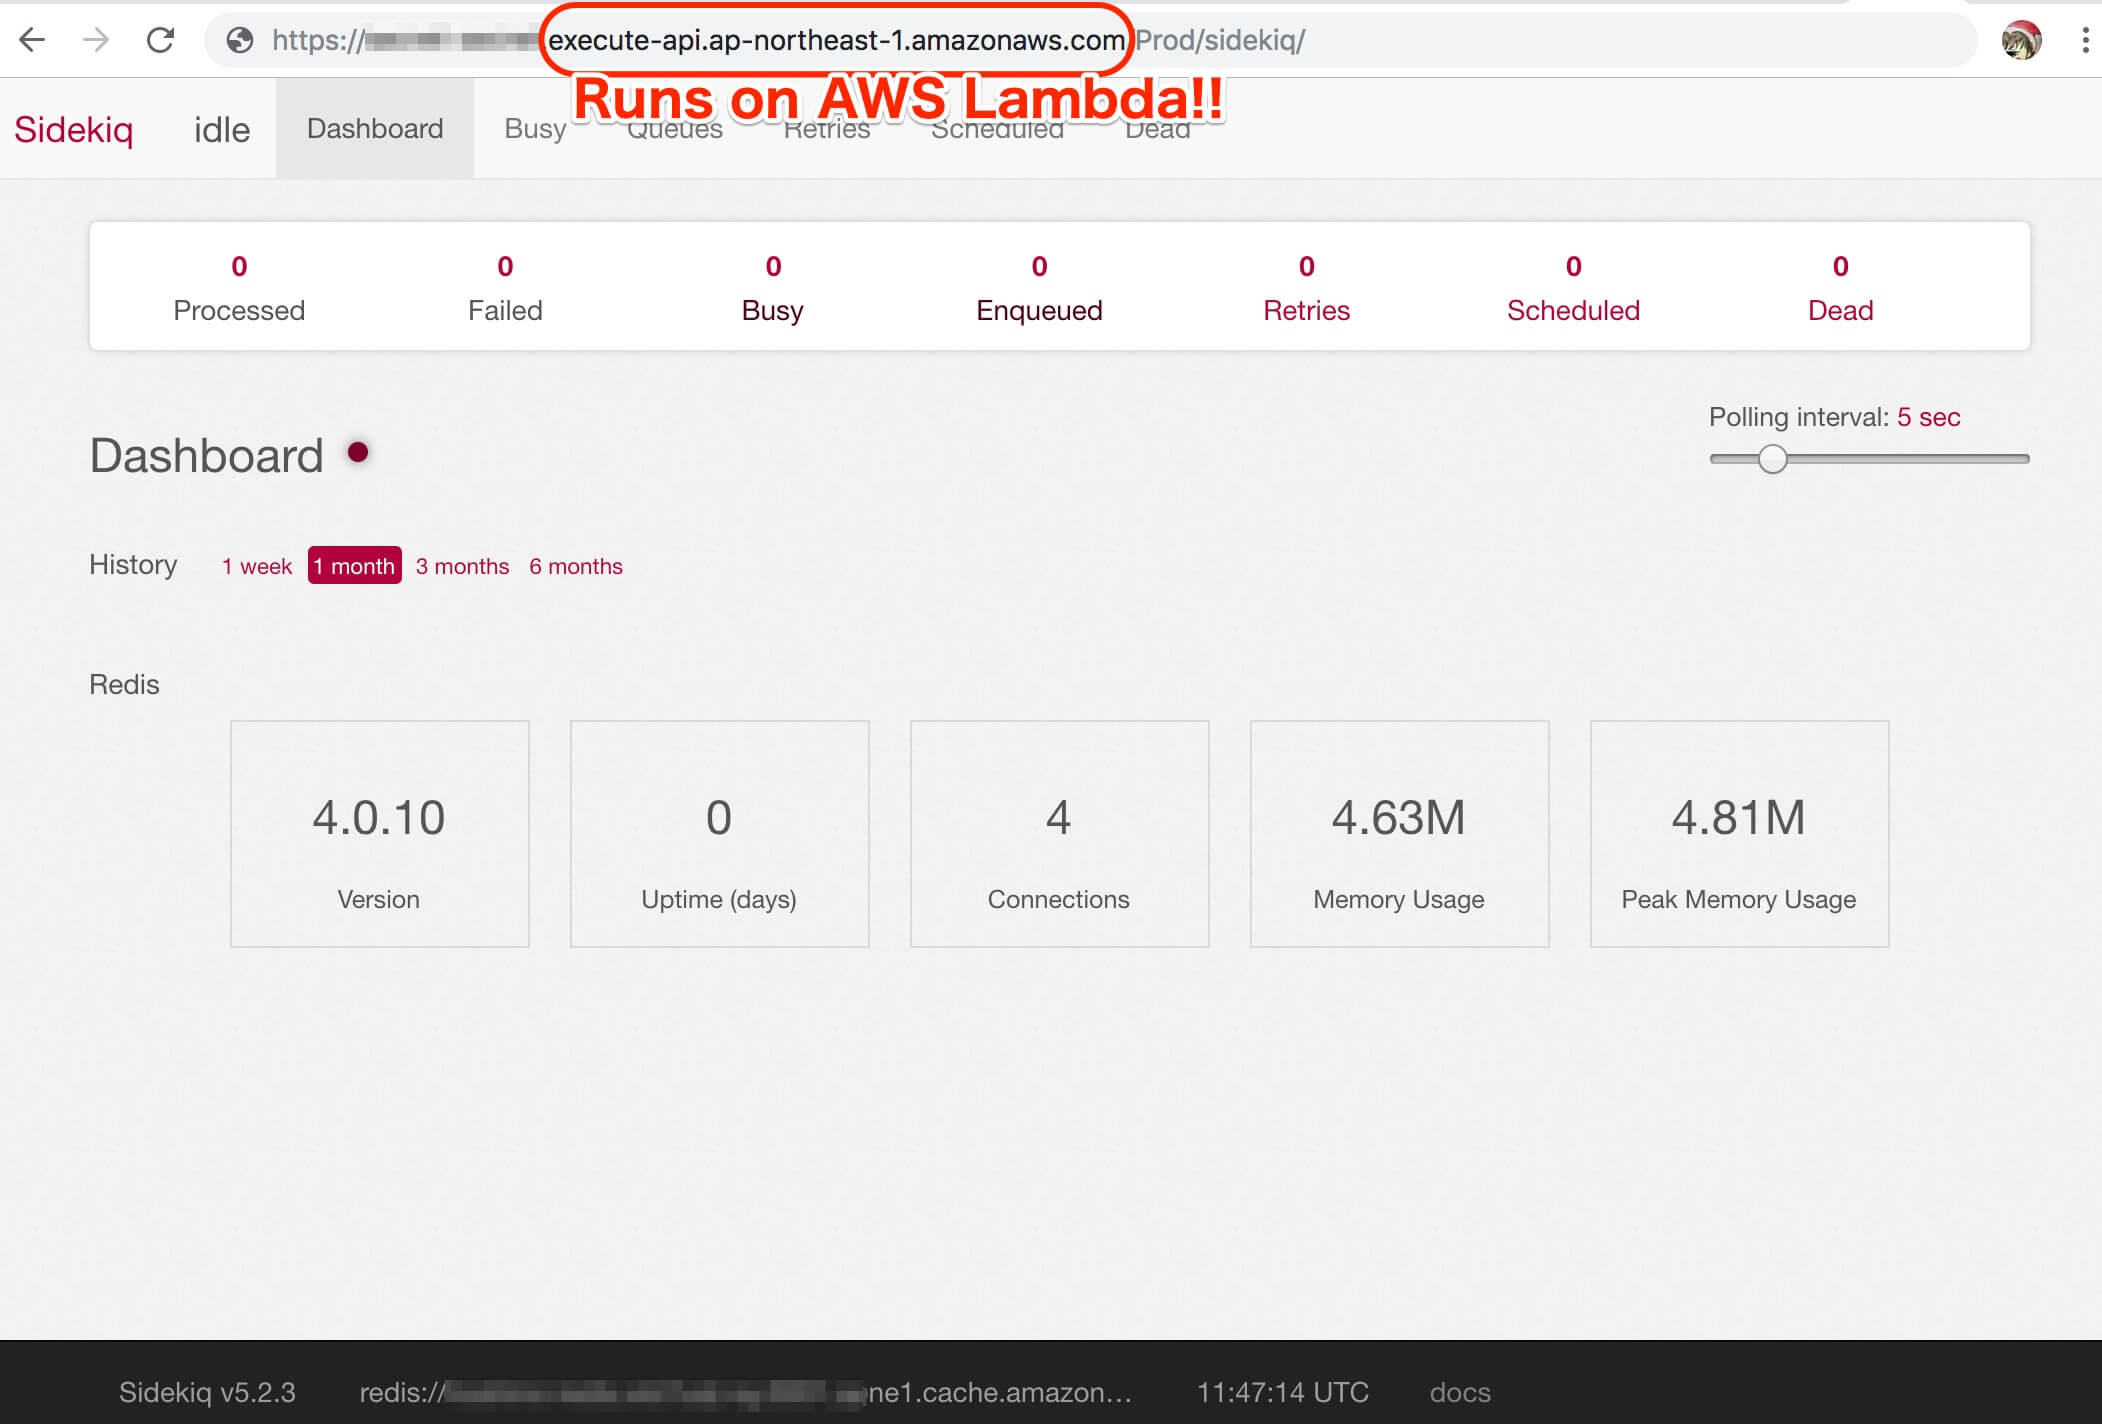 https:// execute-api.ap-northeast-1.amazonaws.com/Prod/sidekiq/
Runs on AWS Lambda!!
Sidekiq idle Dashboard Busy Queues Retries Scheduled Dead
0 0 0 0 0 0 0
Processed Failed Busy Enqueued Retries Scheduled Dead
Polling interval: 5 sec
Dashboard
History 1 week 1 month 3 months 6 months
Redis
4.0.10 0 4 4.63M 4.81M
Version Uptime (days) Connections Memory Usage Peak Memory Usage
Sidekiq v5.2.3 redis:// ne1.cache.amazon… 11:47:14 UTC docs